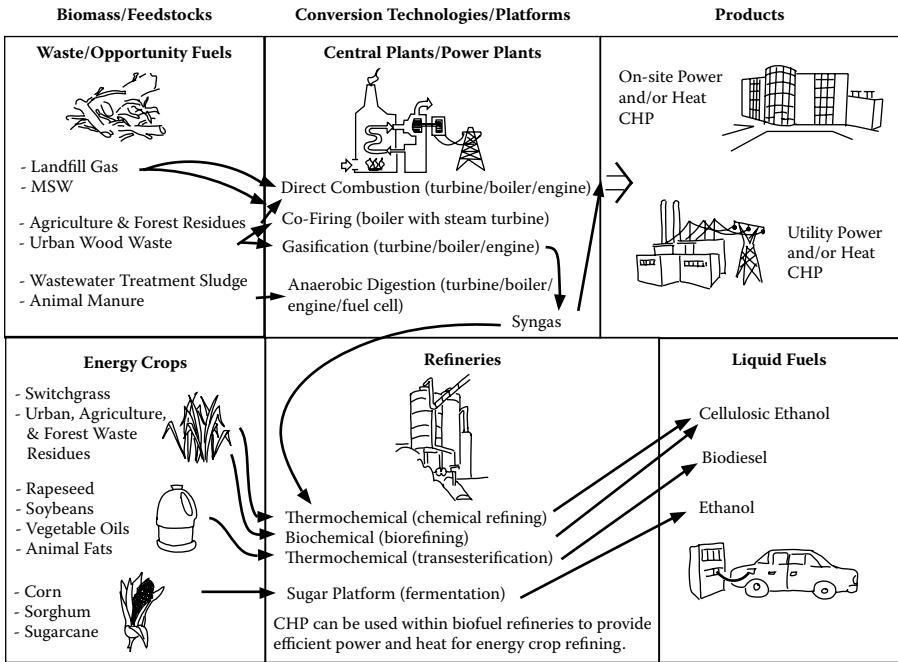 Biomass/Feedstocks
Conversion Technologies/Platforms
Products
Waste/Opportunity Fuels
- Landfill Gas
- MSW
- Agriculture & Forest Residues
- Urban Wood Waste
- Wastewater Treatment Sludge
- Animal Manure
Central Plants/Power Plants
Direct Combustion (turbine/boiler/engine)
Co-Firing (boiler with steam turbine)
Gasification (turbine/boiler/engine)
Anaerobic Digestion (turbine/boiler/
engine/fuel cell)
Syngas
On-site Power
and/or Heat
CHP
Utility Power
and/or Heat
CHP
Energy Crops
- Switchgrass
- Urban, Agriculture,
& Forest Waste
Residues
- Rapeseed
- Soybeans
- Vegetable Oils
- Animal Fats
- Corn
- Sorghum
- Sugarcane
Refineries
Thermochemical (chemical refining)
Biochemical (biorefining)
Thermochemical (transesterification)
Sugar Platform (fermentation)
CHP can be used within biofuel refineries to provide
efficient power and heat for energy crop refining.
Liquid Fuels
Cellulosic Ethanol
Biodiesel
Ethanol